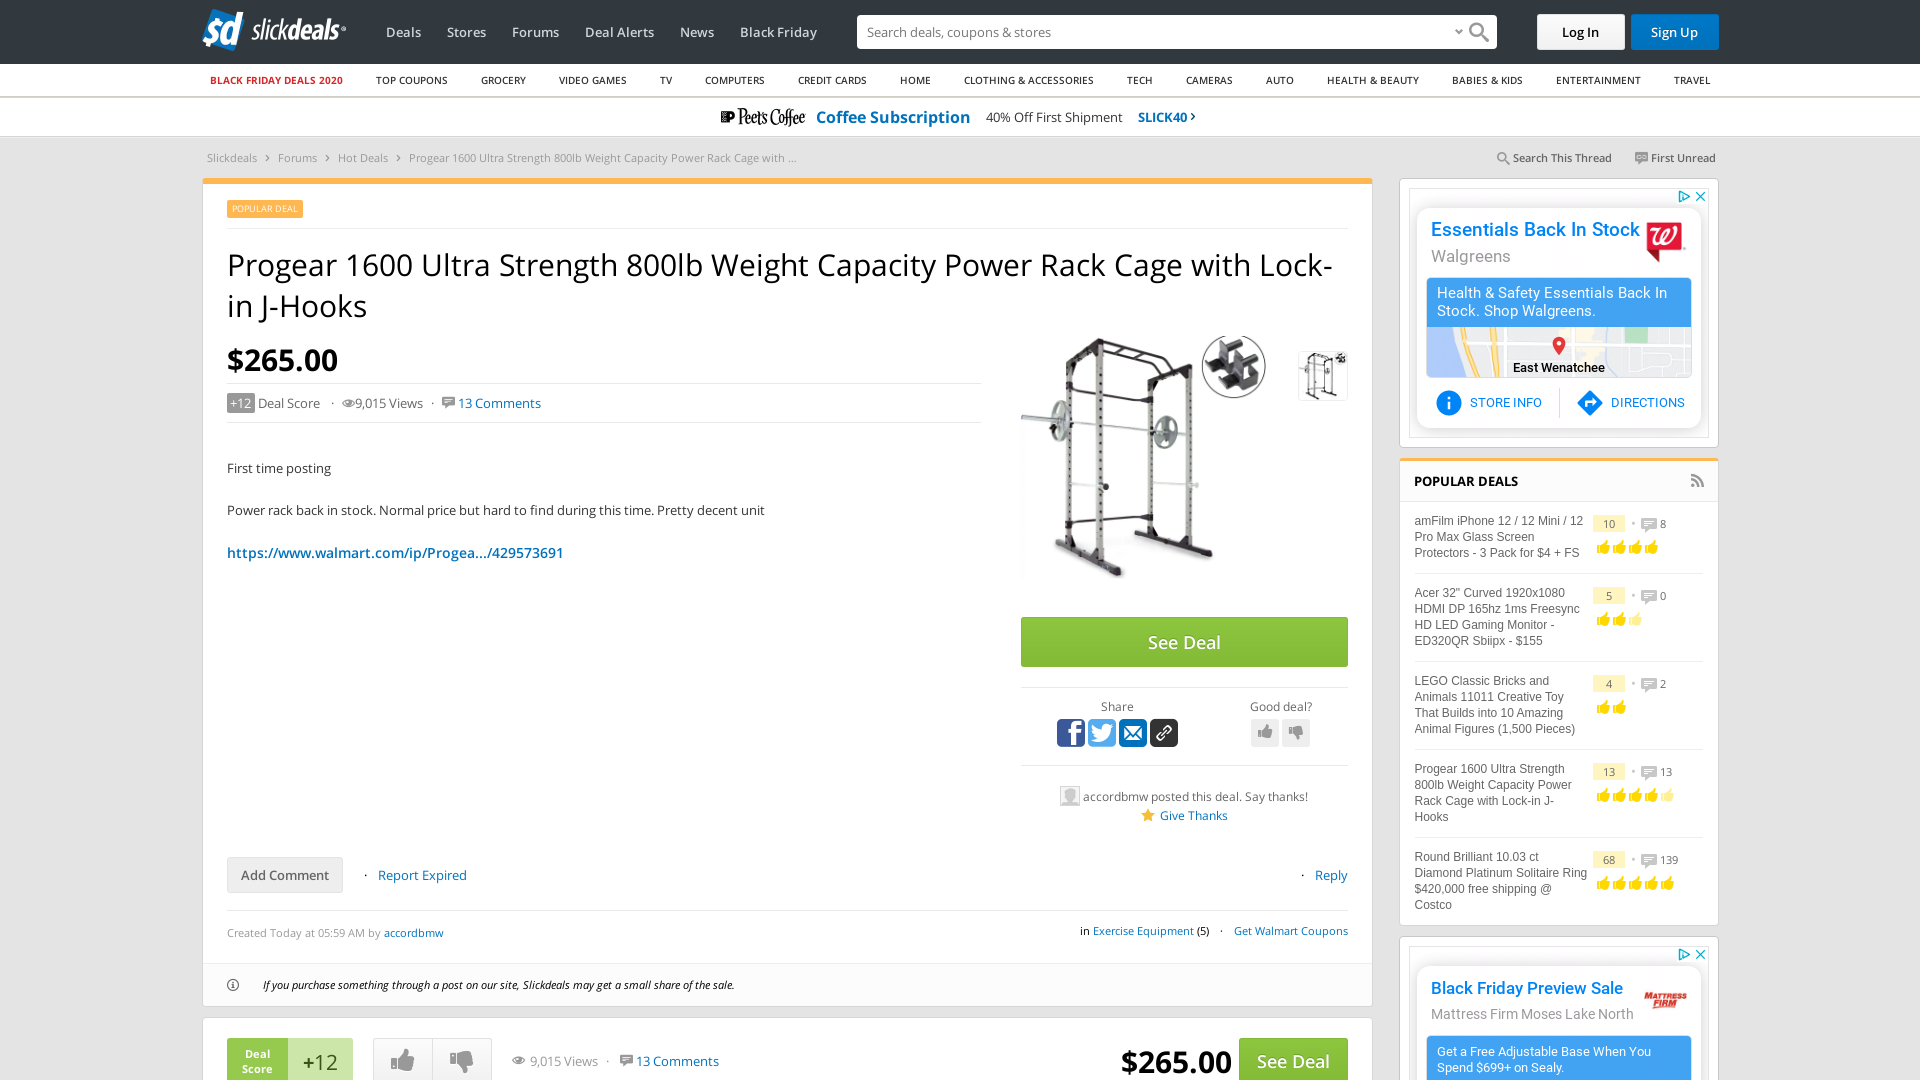 slickdeals
Deals Stores Forums Deal Alerts News Black Friday
Search deals, coupons & shops
Log In Sign Up
BLACK FRIDAY DEALS 2020 TOP COUPONS GROCERY VIDEO GAMES TV COMPUTERS CREDIT CARDS HOME CLOTHING & ACCESSORIES TECH CAMERAS AUTO HEALTH & BEAUTY BABIES & KIDS ENTERTAINMENT TRAVEL
Peet's Coffee Coffee Subscription 40% Off First Shipment SLICK40
Slickdeals > Forums > Hot Deals > Progear 1600 Ultra Strength 800lb Weight Capacity Power Rack Cage with ...
Search This Thread First Unread
POPULAR DEAL
Progear 1600 Ultra Strength 800lb Weight Capacity Power Rack Cage with Lock-
in J-Hooks
$265.00
+12 Deal Score · 9,015 Views · 13 Comments
First time posting
Power rack back in stock. Normal price but hard to find during this time. Pretty decent unit
https://www.walmart.com/ip/Progea.../429573691
See Deal
Share Good deal?
accordbmw posted this deal. Say thanks!
Give Thanks
Add Comment · Report Expired · Reply
Created Today at 05:59 AM by accordbmw
in Exercise Equipment (5) · Get Walmart Coupons
If you purchase something through a post on our site, Slickdeals may get a small share of the sale.
Deal
Score
+12
9,015 Views · 13 Comments
$265.00 See Deal
Essentials Back In Stock
Walgreens
Health & Safety Essentials Back In
Stock. Shop Walgreens.
East Wenatchee
STORE INFO DIRECTIONS
POPULAR DEALS
amFilm iPhone 12 / 12 Mini / 12
Pro Max Glass Screen
Protectors - 3 Pack for $4 + FS
10 · 8
Acer 32" Curved 1920x1080
HDMI DP 165hz 1ms Freesync
HD LED Gaming Monitor -
ED320QR Sbiipx - $155
5 · 0
LEGO Classic Bricks and
Animals 11011 Creative Toy
That Builds into 10 Amazing
Animal Figures (1,500 Pieces)
4 · 2
Progear 1600 Ultra Strength
800lb Weight Capacity Power
Rack Cage with Lock-in J-
Hooks
13 · 13
Round Brilliant 10.03 ct
Diamond Platinum Solitaire Ring
$420,000 free shipping @
Costco
68 · 139
Black Friday Preview Sale
Mattress Firm Moses Lake North
MATTRESS
FIRM
Get a Free Adjustable Base When You
Spend $699+ on Sealy.